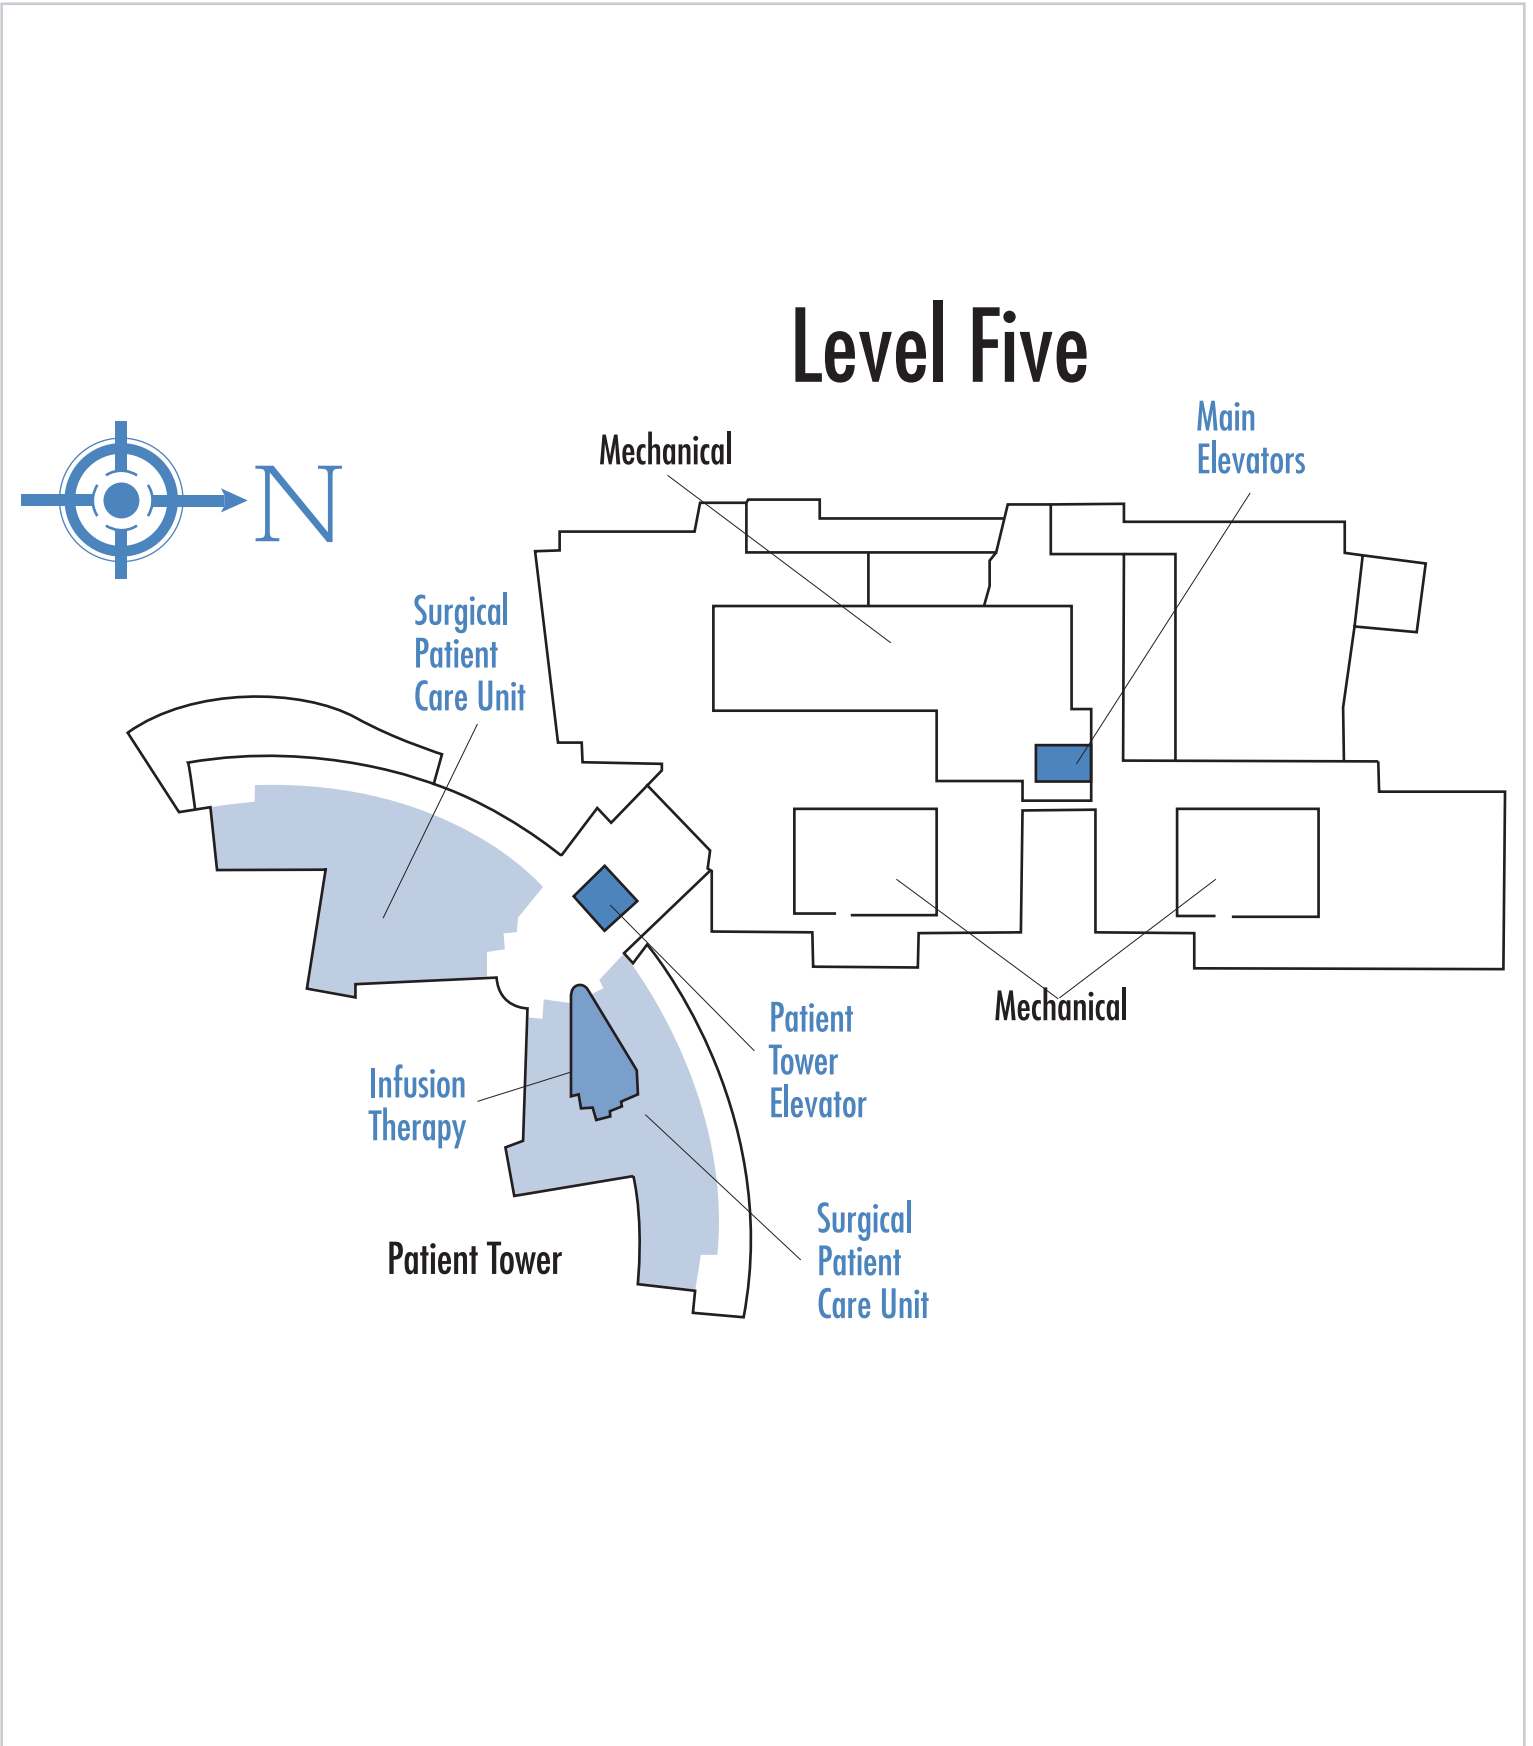 Level Five
Main
Elevators
Mechanical
N
Surgical
Patient
Care Unit
Mechanical
Patient
Tower
Elevator
Infusion
Therapy
Surgical
Patient
Care Unit
Patient Tower